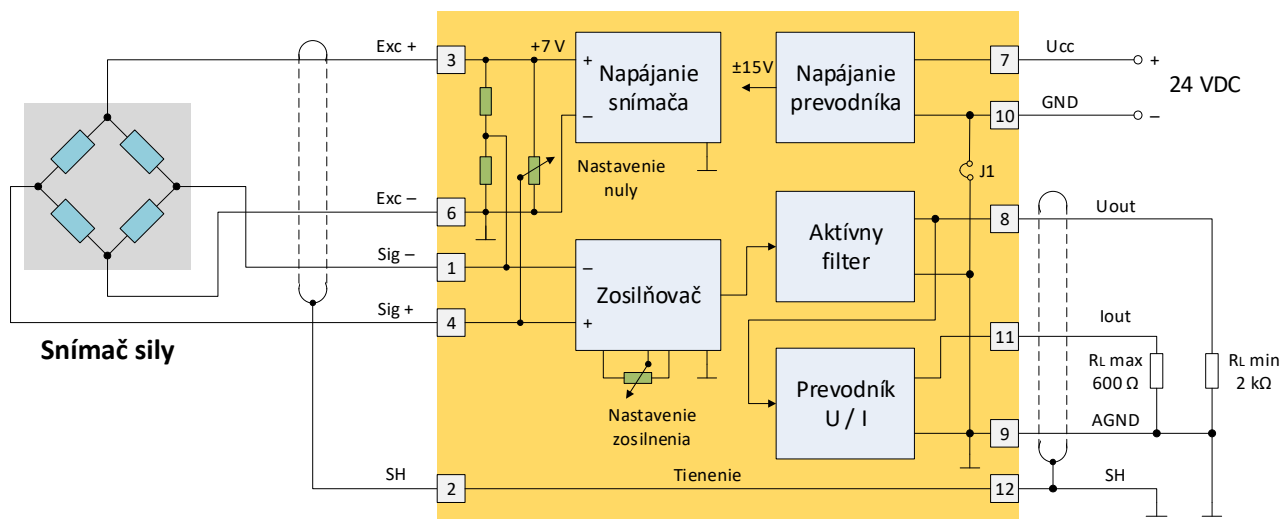 Exc +
3
+7 V
+
Napájanie
snímača
–
±15V
Napájanie
prevodníka
7
Ucc
+
24 VDC
10
GND
–
J1
Nastavenie
nuly
Exc –
6
Sig –
1
–
Zosilňovač
Sig +
4
+
Aktívny
filter
8
Uout
Snímač sily
11
Iout
RL max
600 Ω
RL min
2 kΩ
Prevodník
U / I
Nastavenie
zosilnenia
9
AGND
SH
2
Tienenie
12
SH